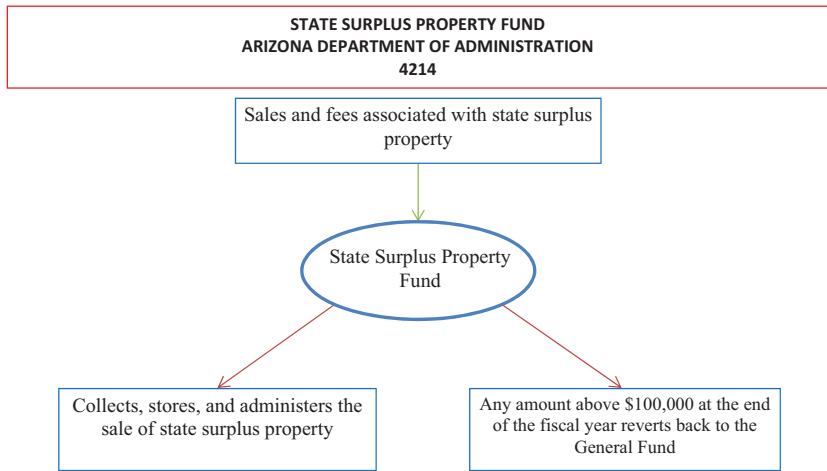 STATE SURPLUS PROPERTY FUND
ARIZONA DEPARTMENT OF ADMINISTRATION
4214
Sales and fees associated with state surplus
property
State Surplus Property
Fund
Collects, stores, and administers the
sale of state surplus property
Any amount above $100,000 at the end
of the fiscal year reverts back to the
General Fund